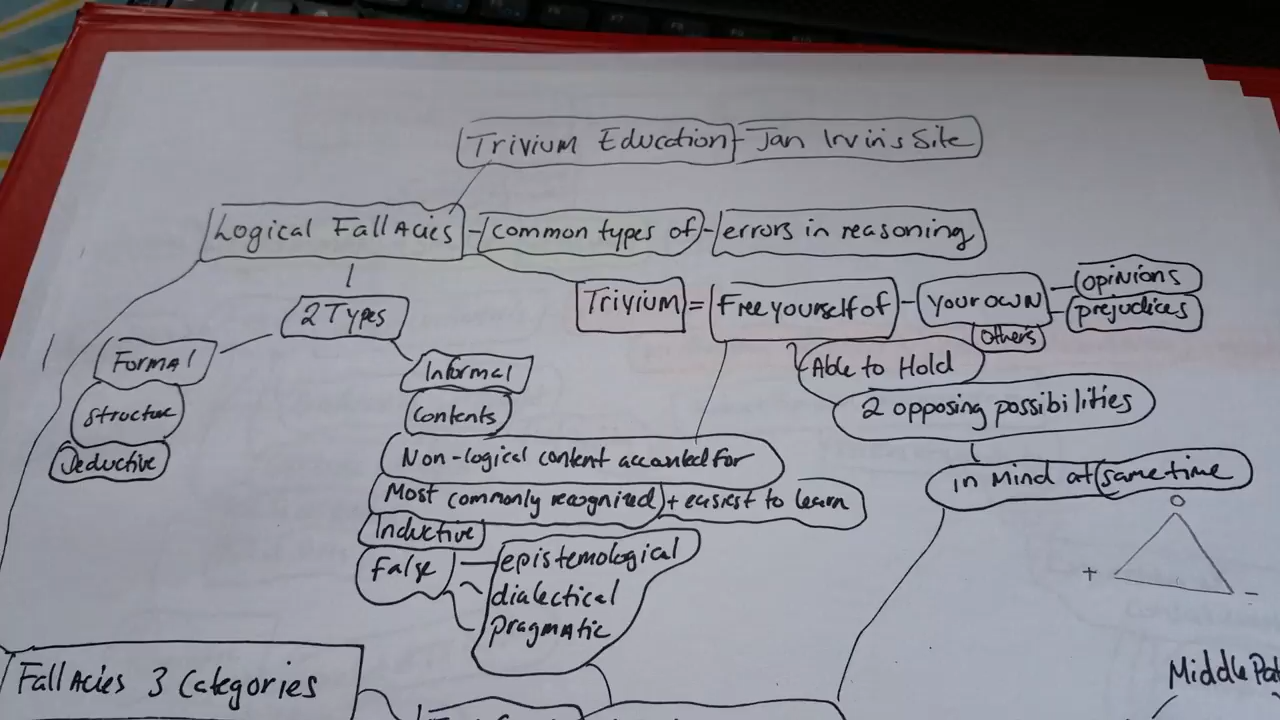 Trivium Education - Jan Irvin's Site
Logical Fallacies - common types of - errors in reasoning
Trivium = Free yourself of - your own
opinions
prejudices
others
2 Types
Formal
structure
Deductive
Informal
contents
Non-logical content accounted for
Most commonly recognized + easiest to learn
Inductive
False
epistemological
dialectical
pragmatic
Able to Hold
2 opposing possibilities
in Mind at same time
0
+ -
Fallacies 3 Categories
Middle